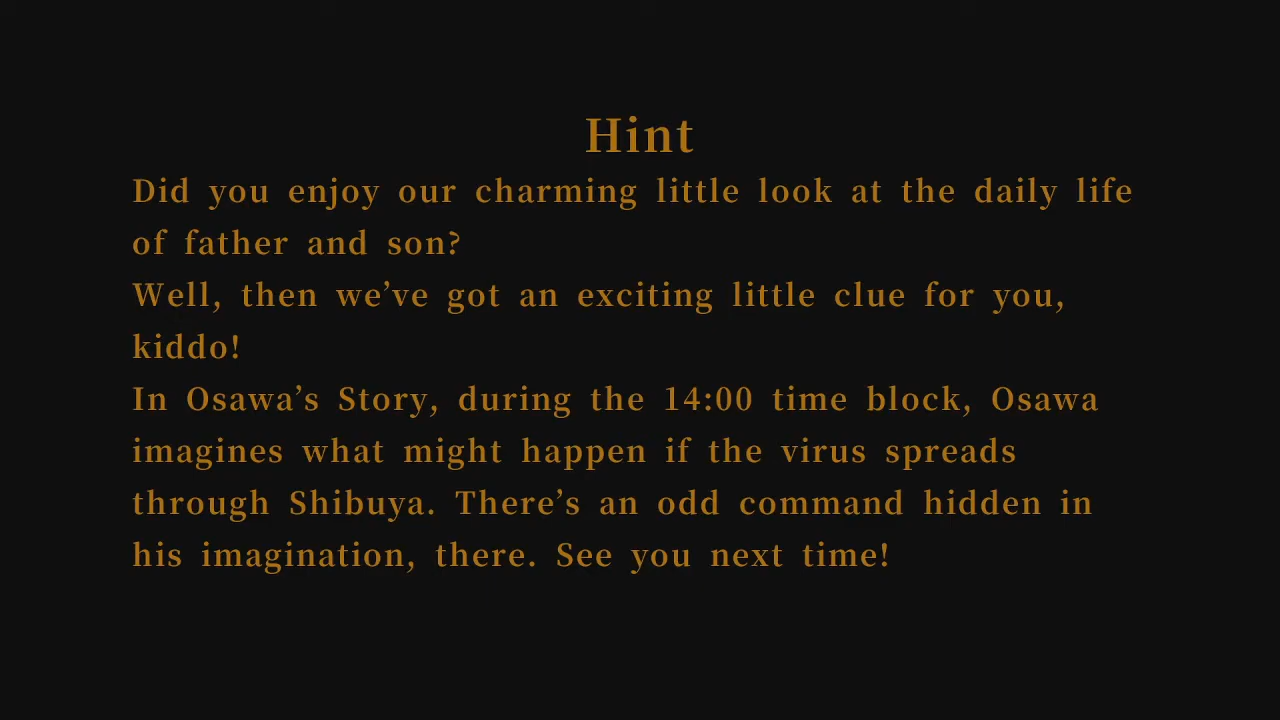 Hint
Did you enjoy our charming little look at the daily life
of father and son?
Well, then we’ve got an exciting little clue for you,
kiddo!
In Osawa’s Story, during the 14:00 time block, Osawa
imagines what might happen if the virus spreads
through Shibuya. There’s an odd command hidden in
his imagination, there. See you next time!